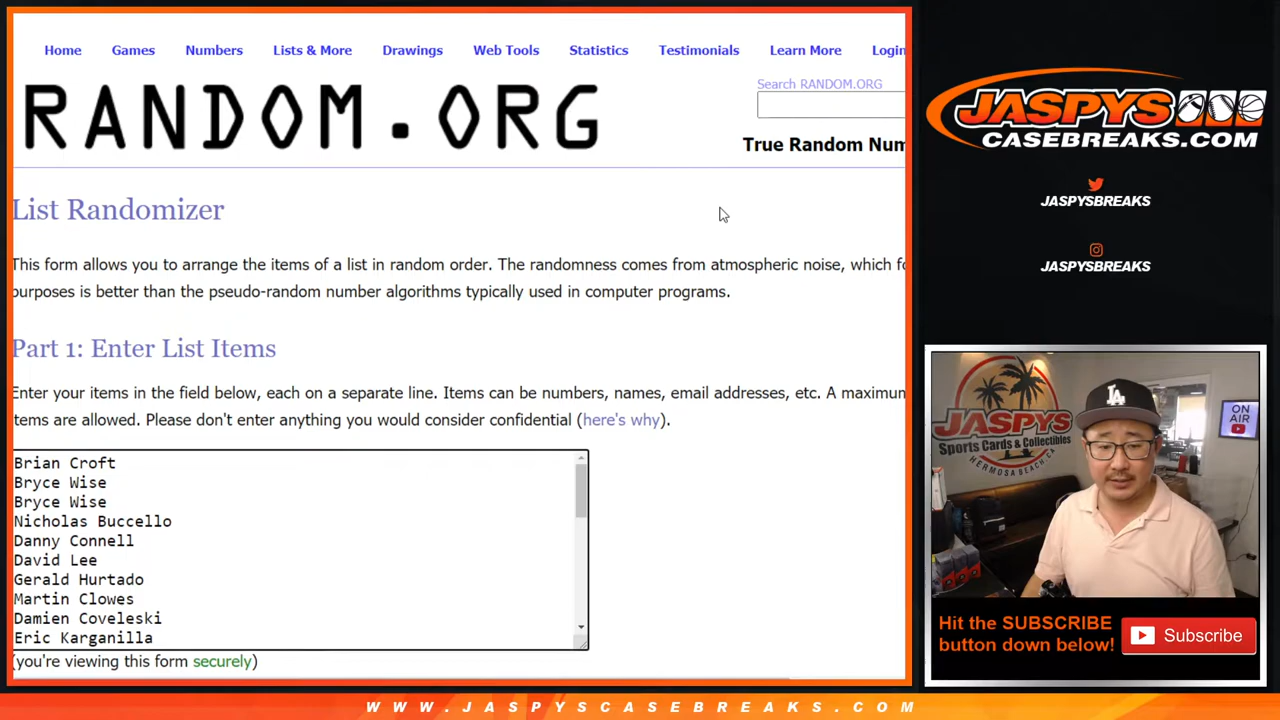 Home Games Numbers Lists & More Drawings Web Tools Statistics Testimonials Learn More Login
Search RANDOM.ORG
RANDOM.ORG
True Random Num
List Randomizer
This form allows you to arrange the items of a list in random order. The randomness comes from atmospheric noise, which fo
purposes is better than the pseudo-random number algorithms typically used in computer programs.
Part 1: Enter List Items
Enter your items in the field below, each on a separate line. Items can be numbers, names, email addresses, etc. A maximum
items are allowed. Please don't enter anything you would consider confidential (here's why).
Brian Croft
Bryce Wise
Bryce Wise
Nicholas Buccello
Danny Connell
David Lee
Gerald Hurtado
Martin Clowes
Damien Coveleski
Eric Karganilla
(you're viewing this form securely)
JASPYS
CASEBREAKS.COM
JASPYSBREAKS
JASPYSBREAKS
JASPYS
Sports Cards & Collectibles
HERMOSA BEACH, CA
LA
ON
AIR
Hit the SUBSCRIBE
button down below!
Subscribe
WWW.JASPYSCASEBREAKS.COM